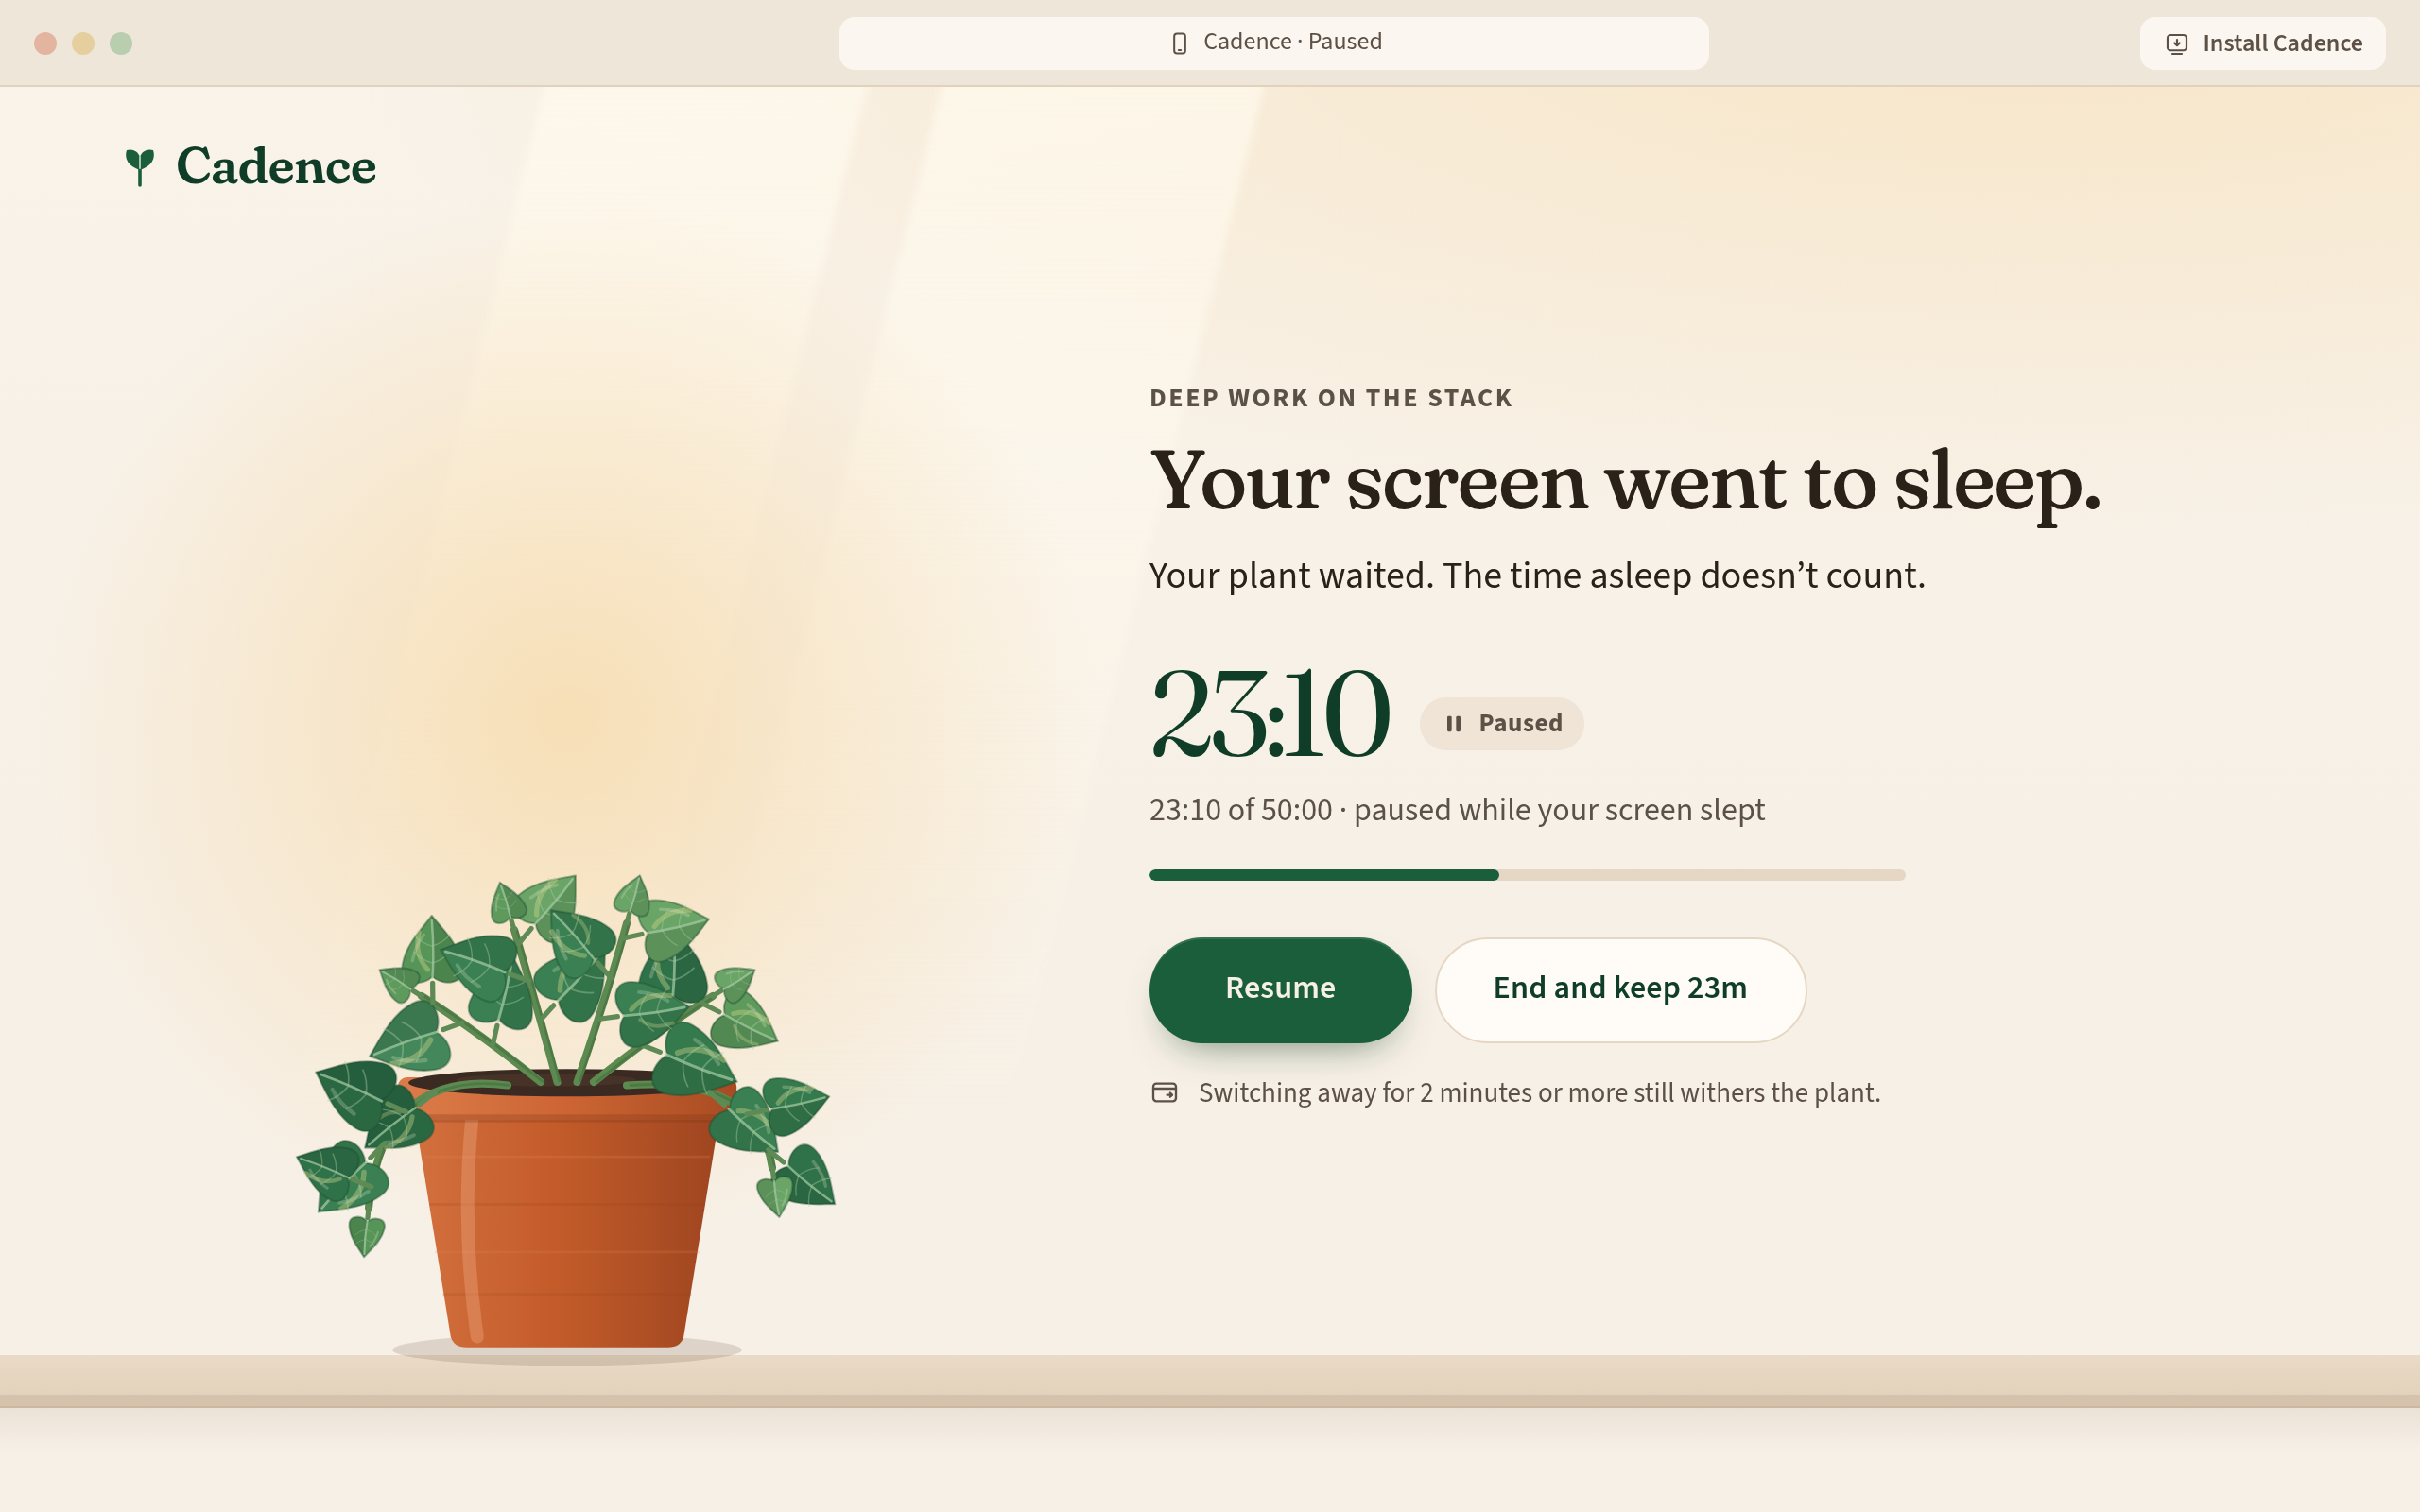 Cadence · Paused
Install Cadence
Cadence
DEEP WORK ON THE STACK
Your screen went to sleep.
Your plant waited. The time asleep doesn’t count.
23:10
Paused
23:10 of 50:00 · paused while your screen slept
Resume
End and keep 23m
Switching away for 2 minutes or more still withers the plant.